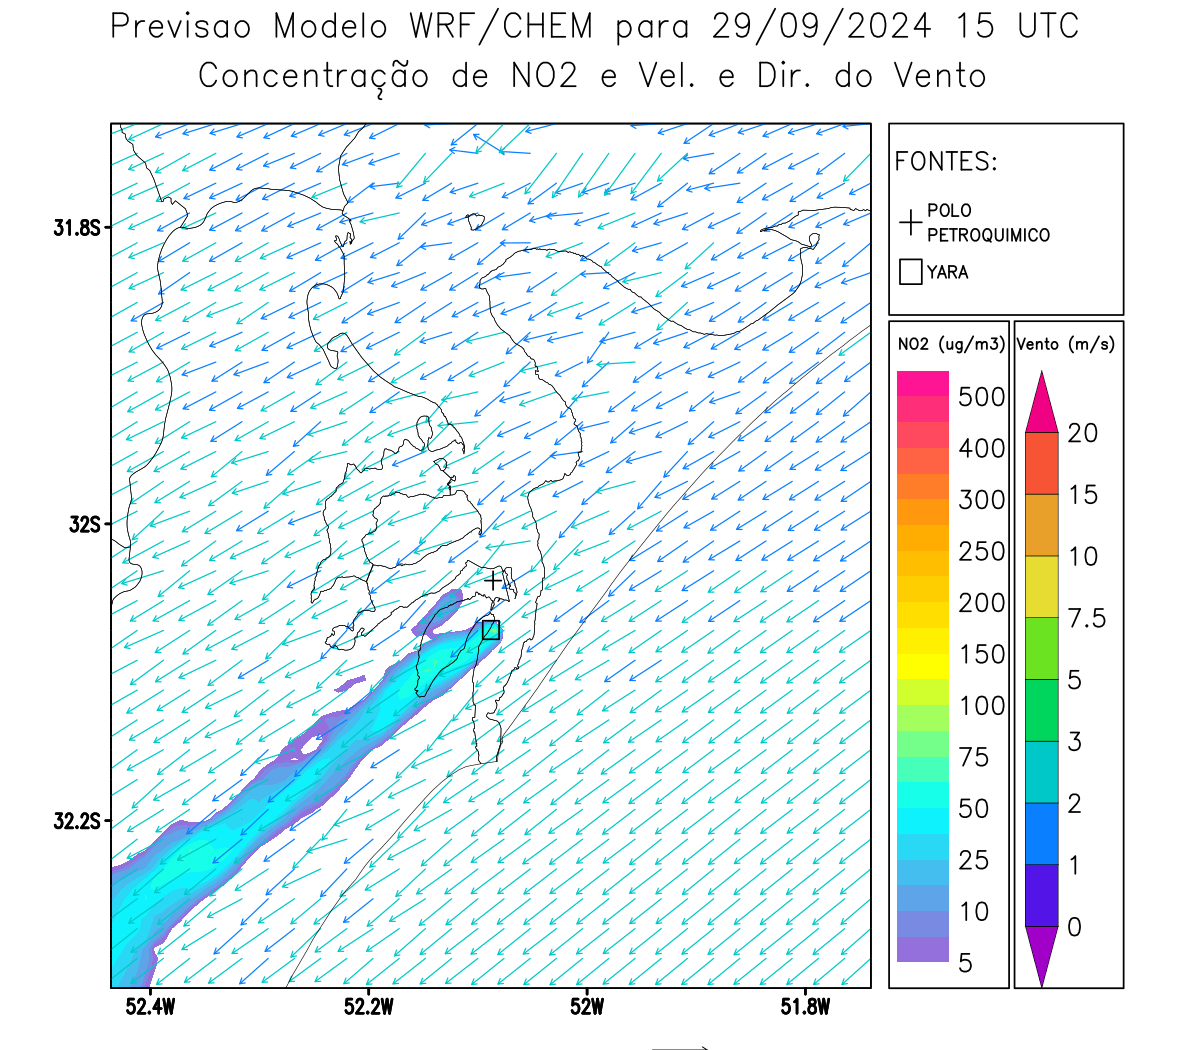 Previsao Modelo WRF/CHEM para 29/09/2024 15 UTC
Concentração de NO2 e Vel. e Dir. do Vento
FONTES:
POLO
PETROQUIMICO
YARA
NO2 (ug/m3)
500
400
300
250
200
150
100
75
50
25
10
5
Vento (m/s)
20
15
10
7.5
5
3
2
1
0
31.8S
32S
32.2S
52.4W
52.2W
52W
51.8W